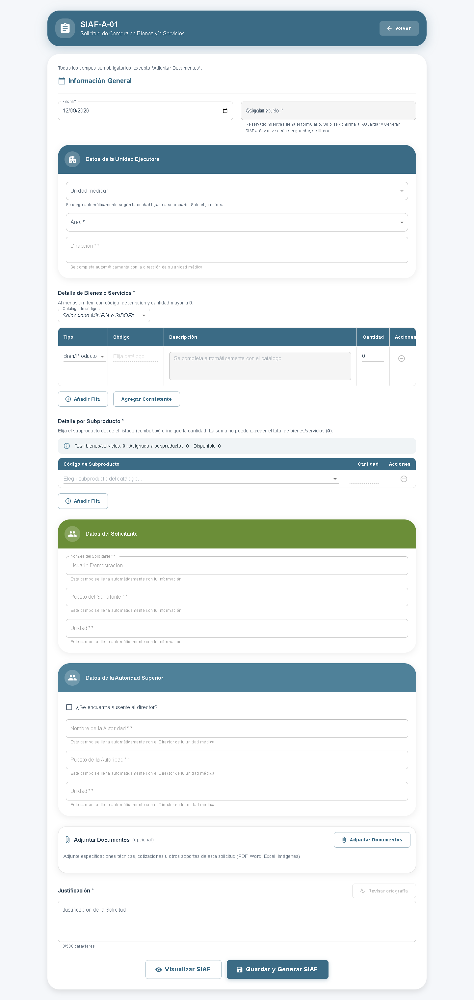 SIAF-A-01
Solicitud de Compra de Bienes y/o Servicios
Volver
Todos los campos son obligatorios, excepto "Adjuntar Documentos".
Información General
Fecha *
12/09/2026
No. *
Reservado mientras llena el formulario. Solo se confirma al «Guardar y Generar
SIAF». Si vuelve atrás sin guardar, se libera.
Datos de la Unidad Ejecutora
Unidad médica *
Se carga automáticamente según la unidad ligada a su usuario. Solo elija el área.
Área *
Dirección * *
Se completa automáticamente con la dirección de su unidad médica
Detalle de Bienes o Servicios *
Al menos un ítem con código, descripción y cantidad mayor a 0.
Catálogo de códigos
Seleccione MINFIN o SIBOFA
Tipo Código Descripción Cantidad Acciones
Bien/Producto Elija catálogo Se completa automáticamente con el catálogo 0
Añadir Fila Agregar Consistente
Detalle por Subproducto *
Elija el subproducto desde el listado (combobox) e indique la cantidad. La suma no puede exceder el total de bienes/servicios (0).
Total bienes/servicios: 0 · Asignado a subproductos: 0 · Disponible: 0
Código de Subproducto Cantidad Acciones
Elegir subproducto del catálogo...
Añadir Fila
Datos del Solicitante
Nombre del Solicitante * *
Usuario Demostración
Este campo se llena automáticamente con tu información
Puesto del Solicitante * *
Este campo se llena automáticamente con tu información
Unidad * *
Este campo se llena automáticamente con tu información
Datos de la Autoridad Superior
¿Se encuentra ausente el director?
Nombre de la Autoridad * *
Este campo se llena automáticamente con el Director de tu unidad médica
Puesto de la Autoridad * *
Este campo se llena automáticamente con el Director de tu unidad médica
Unidad * *
Este campo se llena automáticamente con el Director de tu unidad médica
Adjuntar Documentos (opcional) Adjuntar Documentos
Adjunte especificaciones técnicas, cotizaciones u otros soportes de esta solicitud (PDF, Word, Excel, imágenes).
Justificación * Revisar ortografía
Justificación de la Solicitud *
0/500 caracteres
Visualizar SIAF Guardar y Generar SIAF